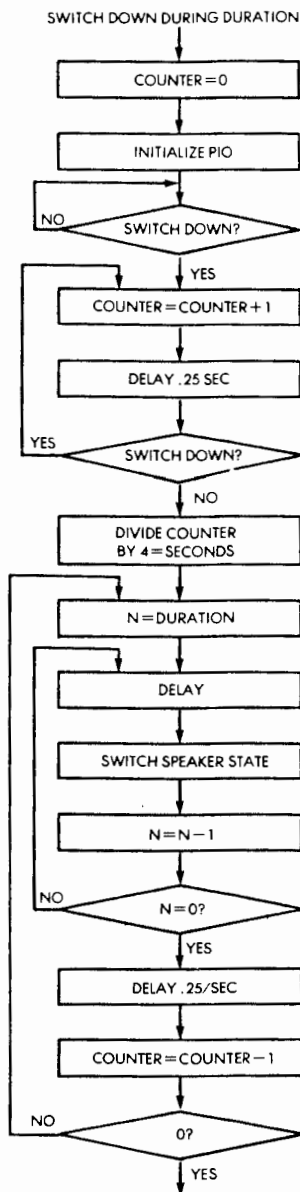 SWITCH DOWN DURING DURATION
COUNTER=0
INITIALIZE PIO
NO
SWITCH DOWN?
YES
COUNTER=COUNTER+1
DELAY .25 SEC
YES
SWITCH DOWN?
NO
DIVIDE COUNTER
BY 4=SECONDS
N=DURATION
DELAY
SWITCH SPEAKER STATE
N=N-1
NO
N=0?
YES
DELAY .25/SEC
COUNTER=COUNTER-1
NO
0?
YES